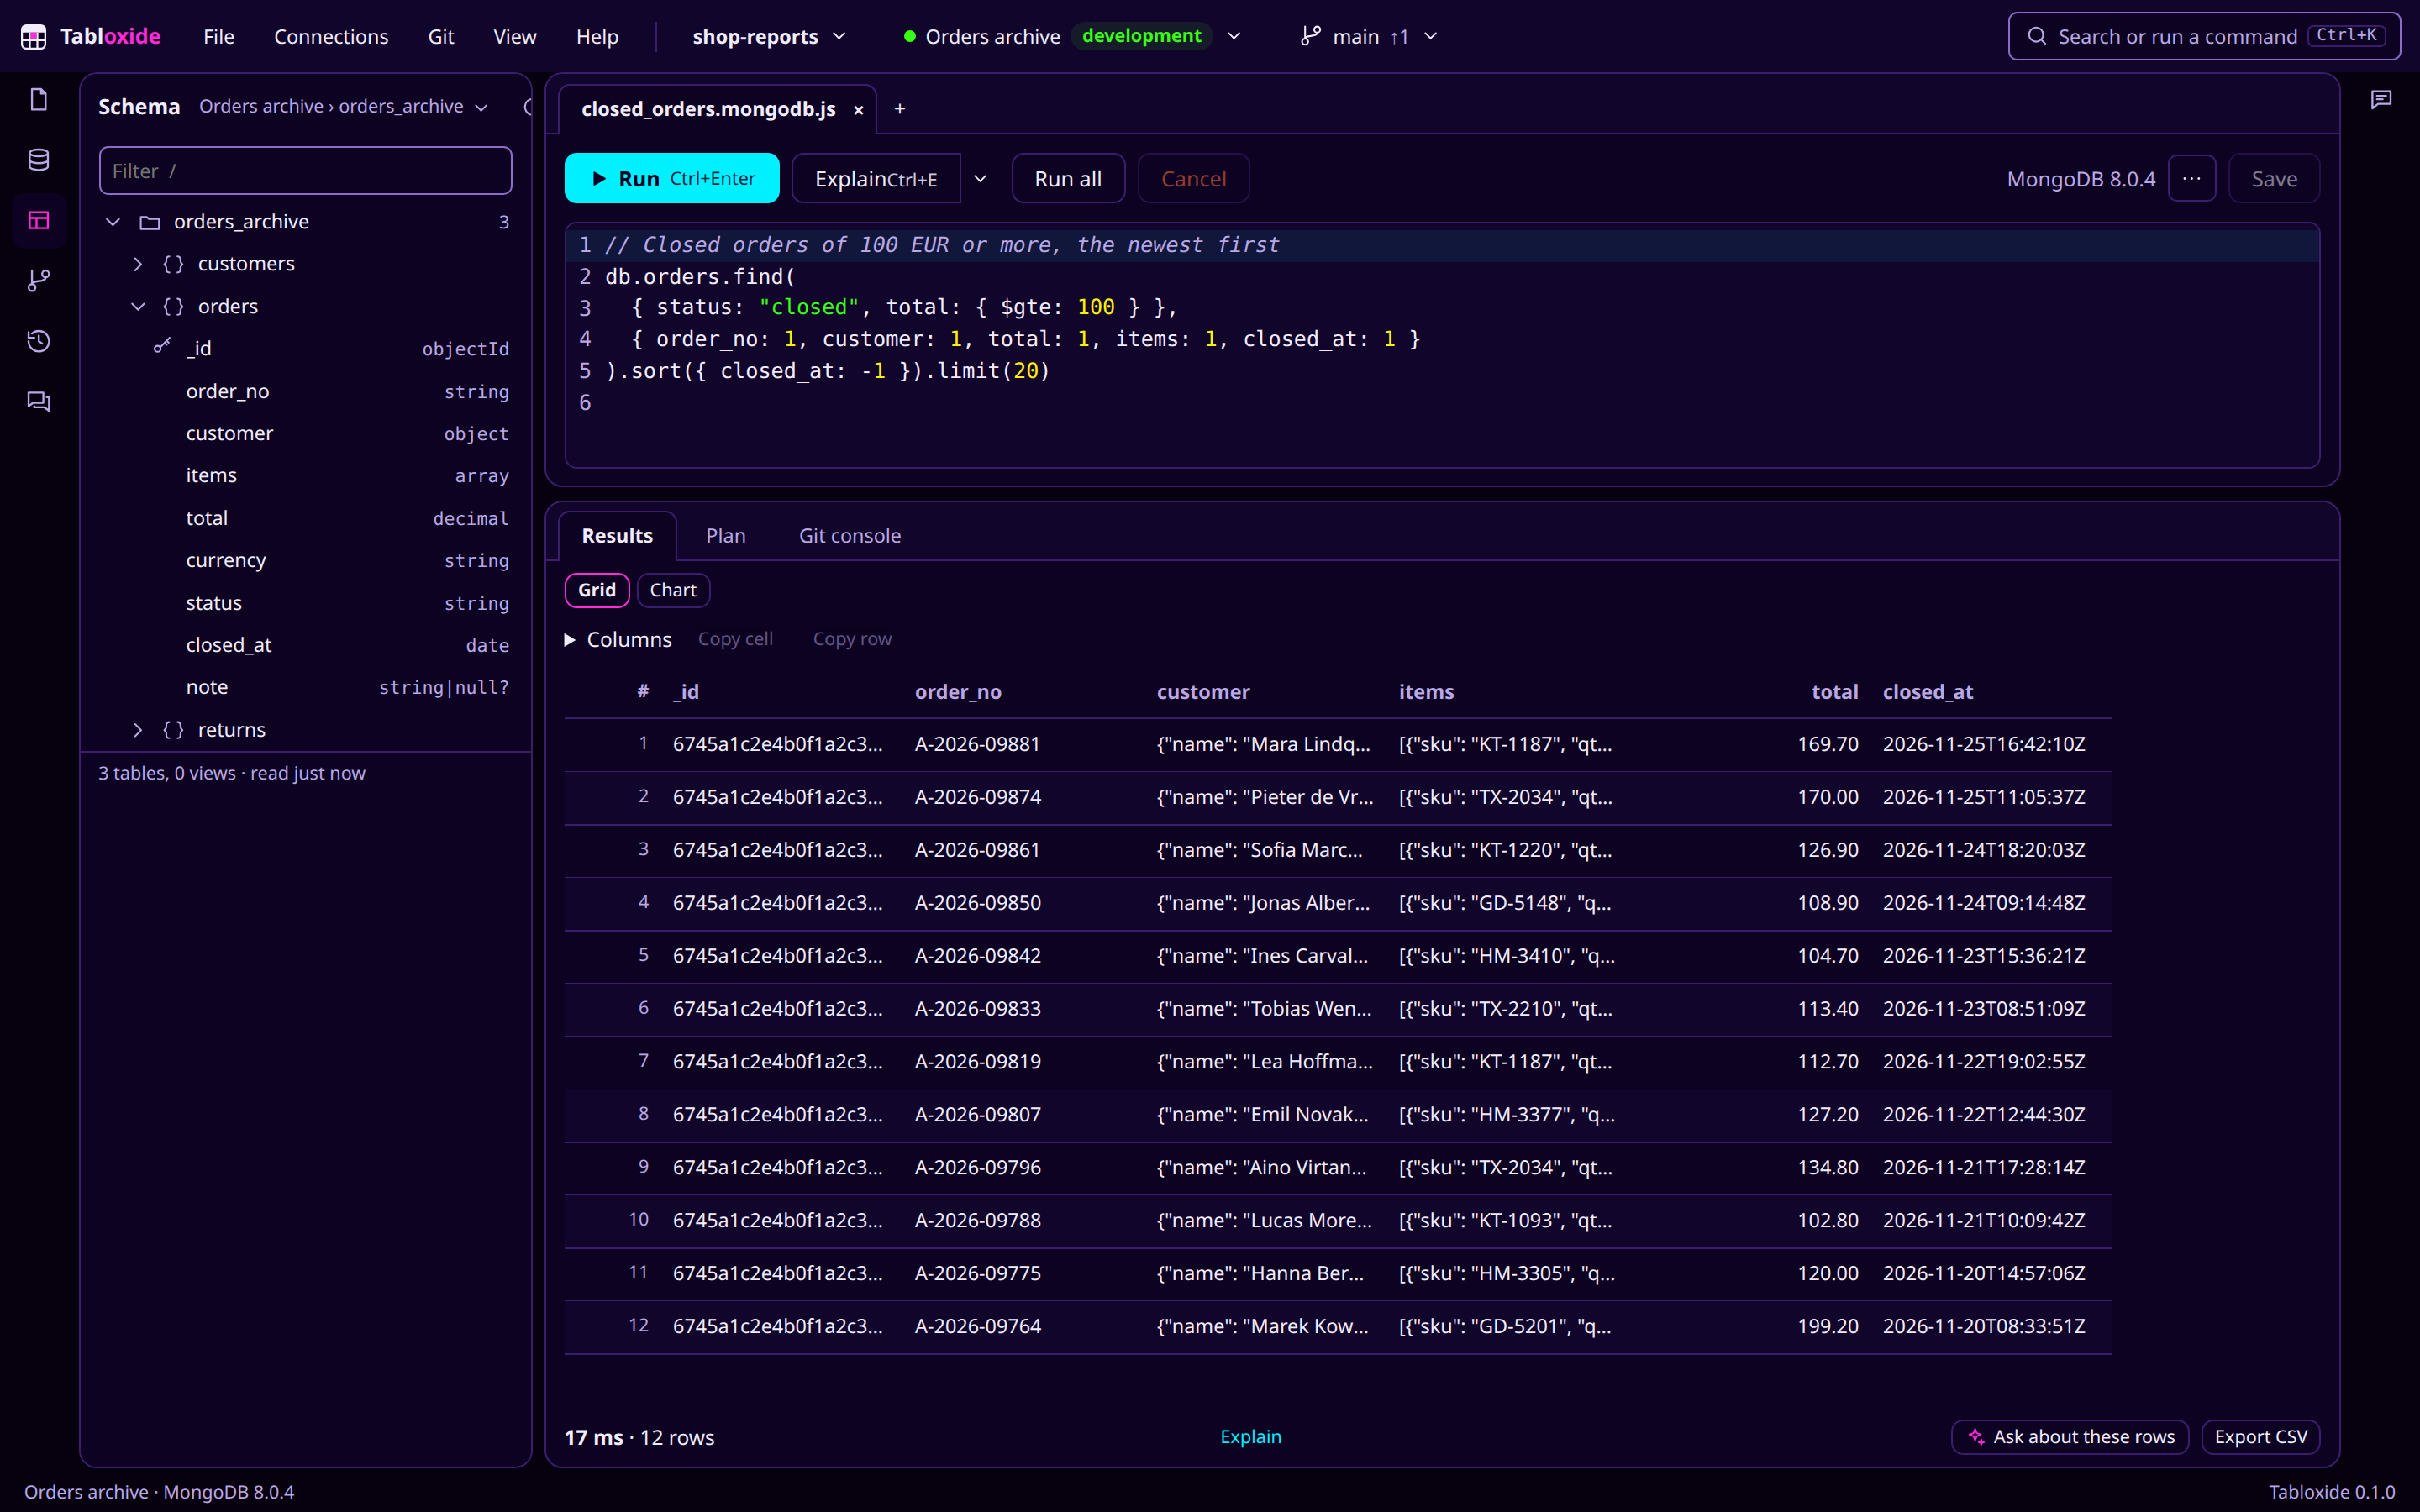 Tabloxide File Connections Git View Help shop-reports Orders archive development main ↑1 Search or run a command Ctrl+K
Schema Orders archive › orders_archive
Filter /
orders_archive 3
customers
orders
_id objectId
order_no string
customer object
items array
total decimal
currency string
status string
closed_at date
note string|null?
returns
3 tables, 0 views · read just now
closed_orders.mongodb.js × +
Run Ctrl+Enter Explain Ctrl+E Run all Cancel MongoDB 8.0.4 ... Save
1 // Closed orders of 100 EUR or more, the newest first
2 db.orders.find(
3 { status: "closed", total: { $gte: 100 } },
4 { order_no: 1, customer: 1, total: 1, items: 1, closed_at: 1 }
5 ).sort({ closed_at: -1 }).limit(20)
6
Results Plan Git console
Grid Chart
Columns Copy cell Copy row
# _id order_no customer items total closed_at
1 6745a1c2e4b0f1a2c3... A-2026-09881 {"name": "Mara Lindq... [{"sku": "KT-1187", "qt... 169.70 2026-11-25T16:42:10Z
2 6745a1c2e4b0f1a2c3... A-2026-09874 {"name": "Pieter de Vr... [{"sku": "TX-2034", "qt... 170.00 2026-11-25T11:05:37Z
3 6745a1c2e4b0f1a2c3... A-2026-09861 {"name": "Sofia Marc... [{"sku": "KT-1220", "qt... 126.90 2026-11-24T18:20:03Z
4 6745a1c2e4b0f1a2c3... A-2026-09850 {"name": "Jonas Alber... [{"sku": "GD-5148", "q... 108.90 2026-11-24T09:14:48Z
5 6745a1c2e4b0f1a2c3... A-2026-09842 {"name": "Ines Carval... [{"sku": "HM-3410", "q... 104.70 2026-11-23T15:36:21Z
6 6745a1c2e4b0f1a2c3... A-2026-09833 {"name": "Tobias Wen... [{"sku": "TX-2210", "qt... 113.40 2026-11-23T08:51:09Z
7 6745a1c2e4b0f1a2c3... A-2026-09819 {"name": "Lea Hoffma... [{"sku": "KT-1187", "qt... 112.70 2026-11-22T19:02:55Z
8 6745a1c2e4b0f1a2c3... A-2026-09807 {"name": "Emil Novak... [{"sku": "HM-3377", "q... 127.20 2026-11-22T12:44:30Z
9 6745a1c2e4b0f1a2c3... A-2026-09796 {"name": "Aino Virtan... [{"sku": "TX-2034", "qt... 134.80 2026-11-21T17:28:14Z
10 6745a1c2e4b0f1a2c3... A-2026-09788 {"name": "Lucas More... [{"sku": "KT-1093", "qt... 102.80 2026-11-21T10:09:42Z
11 6745a1c2e4b0f1a2c3... A-2026-09775 {"name": "Hanna Ber... [{"sku": "HM-3305", "q... 120.00 2026-11-20T14:57:06Z
12 6745a1c2e4b0f1a2c3... A-2026-09764 {"name": "Marek Kow... [{"sku": "GD-5201", "q... 199.20 2026-11-20T08:33:51Z
17 ms · 12 rows Explain Ask about these rows Export CSV
Orders archive · MongoDB 8.0.4 Tabloxide 0.1.0